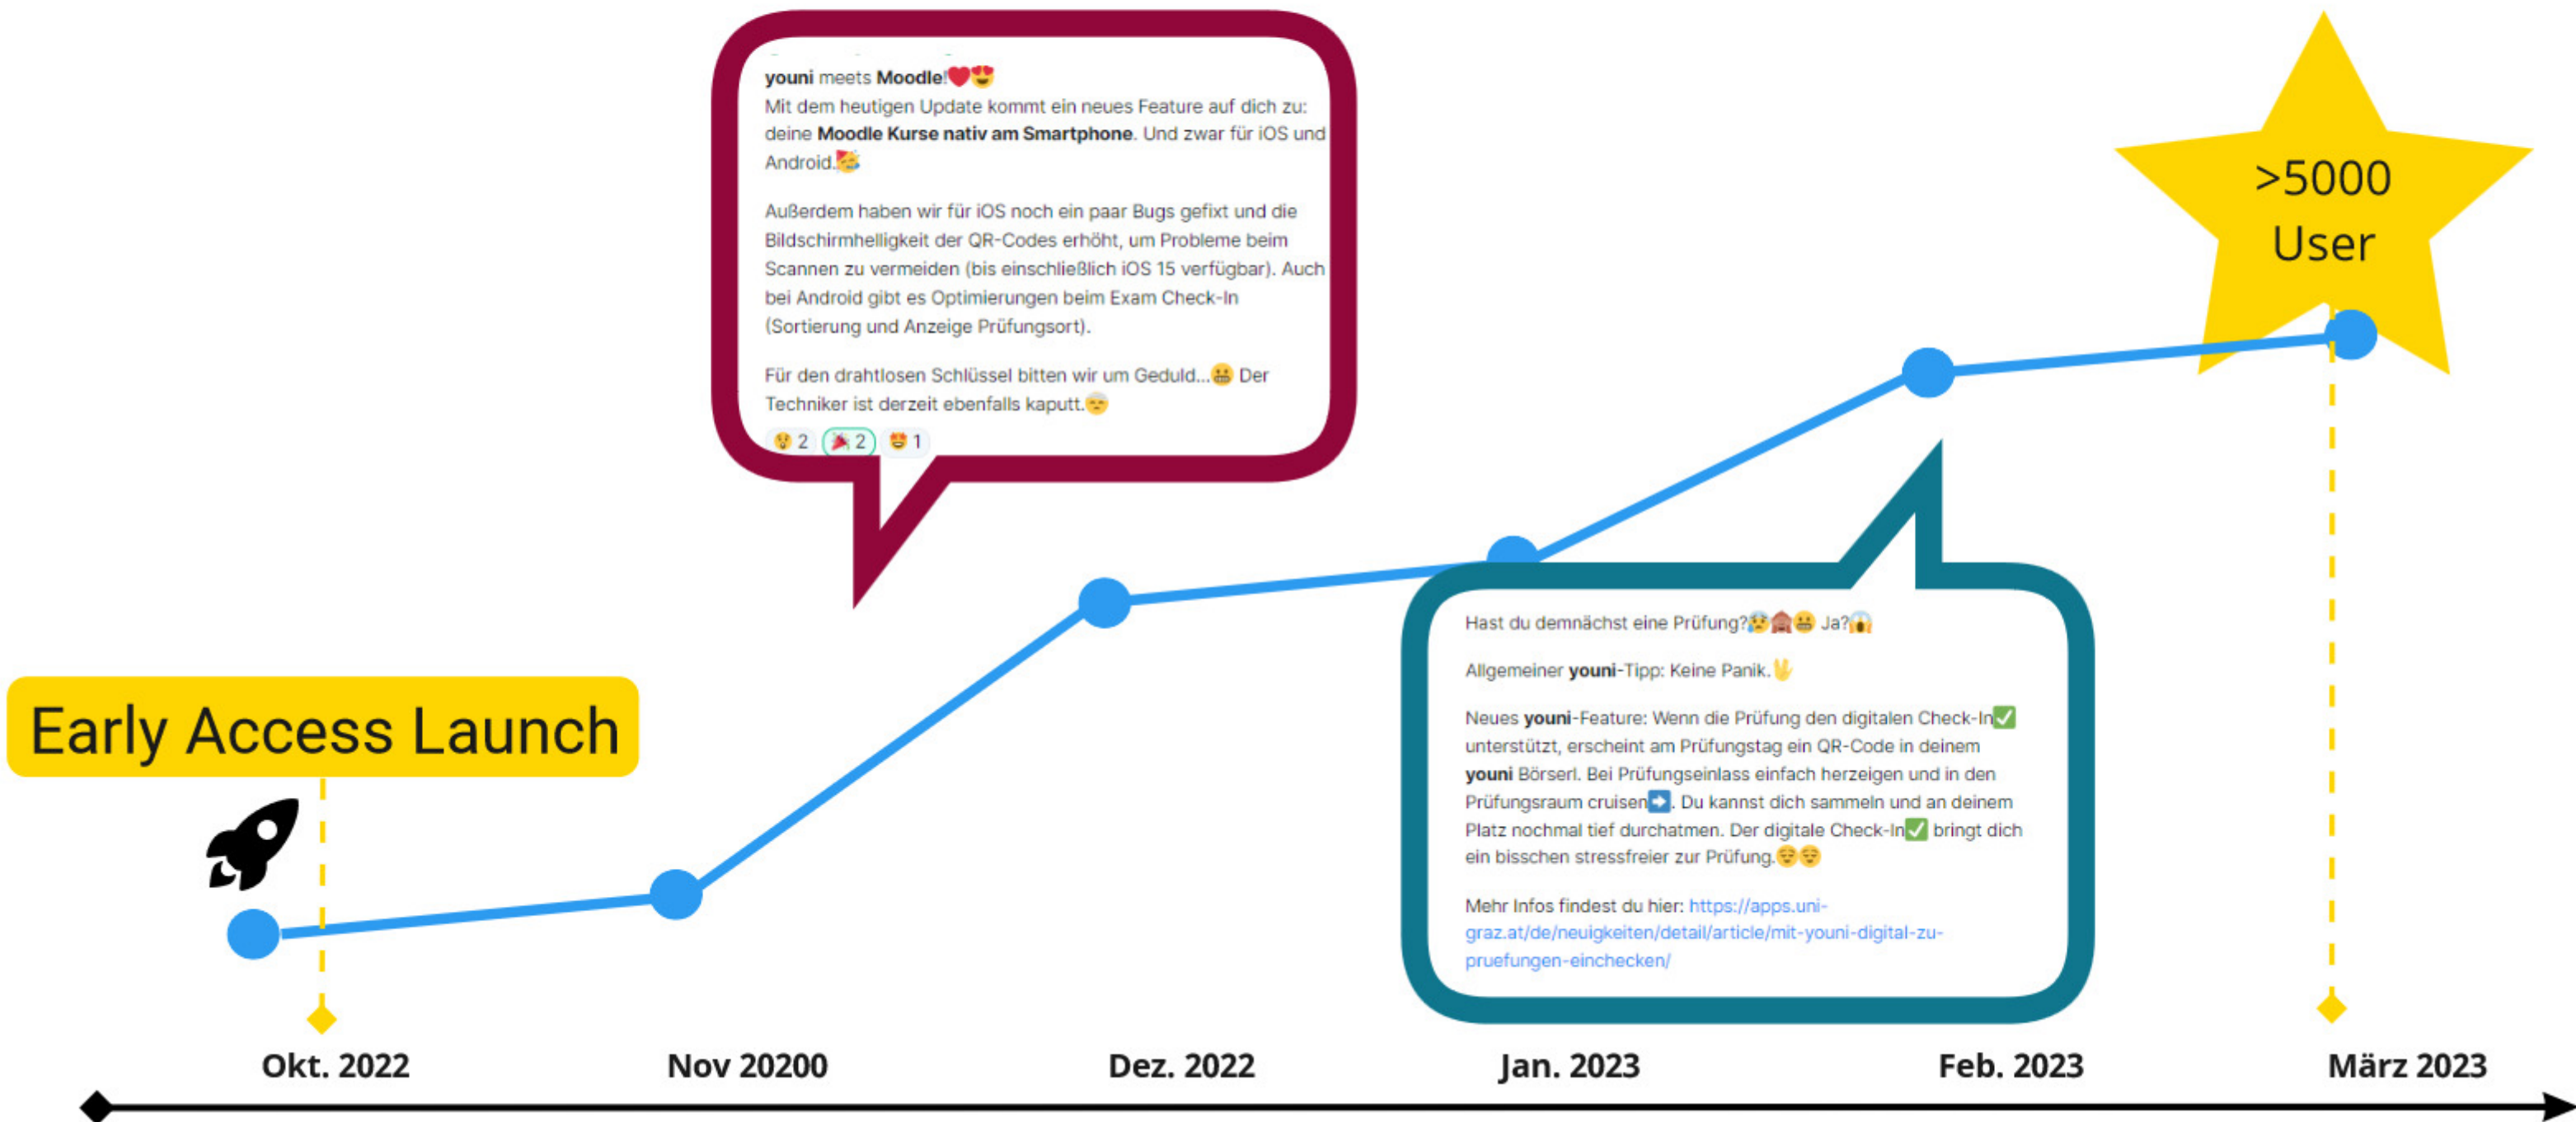 youni meets Moodle!❤️😍
Mit dem heutigen Update kommt ein neues Feature auf dich zu:
deine Moodle Kurse nativ am Smartphone. Und zwar für iOS und
Android.🥳
Außerdem haben wir für iOS noch ein paar Bugs gefixt und die
Bildschirmhelligkeit der QR-Codes erhöht, um Probleme beim
Scannen zu vermeiden (bis einschließlich iOS 15 verfügbar). Auch
bei Android gibt es Optimierungen beim Exam Check-In
(Sortierung und Anzeige Prüfungsort).
Für den drahtlosen Schlüssel bitten wir um Geduld...😬 Der
Techniker ist derzeit ebenfalls kaputt.🤕
😯 2 🎉 2 🤩 1
>5000
User
Early Access Launch
Hast du demnächst eine Prüfung?😰🏫😬 Ja?😱
Allgemeiner youni-Tipp: Keine Panik.🖖
Neues youni-Feature: Wenn die Prüfung den digitalen Check-In✅
unterstützt, erscheint am Prüfungstag ein QR-Code in deinem
youni Börserl. Bei Prüfungseinlass einfach herzeigen und in den
Prüfungsraum cruisen➡️. Du kannst dich sammeln und an deinem
Platz nochmal tief durchatmen. Der digitale Check-In✅ bringt dich
ein bisschen stressfreier zur Prüfung.😌😌
Mehr Infos findest du hier: https://apps.uni-
graz.at/de/neuigkeiten/detail/article/mit-youni-digital-zu-
pruefungen-einchecken/
Okt. 2022
Nov 20200
Dez. 2022
Jan. 2023
Feb. 2023
März 2023